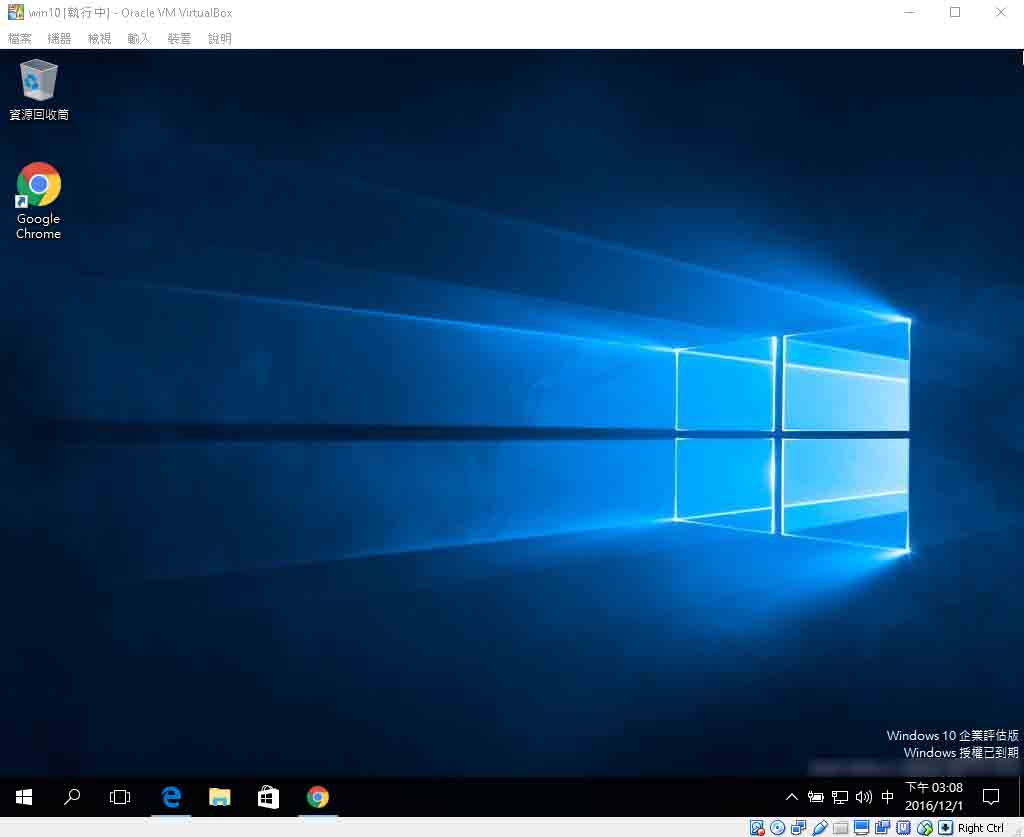 win10 [執行中] - Oracle VM VirtualBox
檔案 機器 檢視 輸入 裝置 說明
資源回收筒
Google
Chrome
Windows 10 企業評估版
Windows 授權已到期
中
下午 03:08
2016/12/1
Right Ctrl